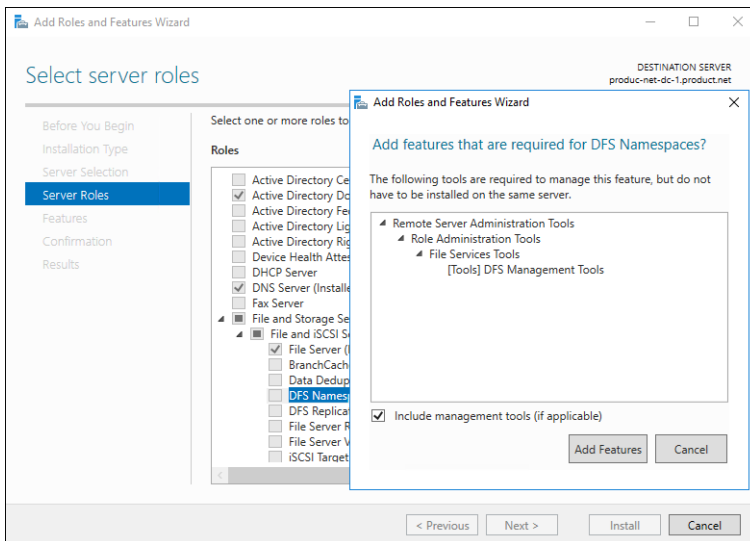 Add Roles and Features Wizard
Select server roles
DESTINATION SERVER
produc-net-dc-1.product.net
Before You Begin
Installation Type
Server Selection
Server Roles
Features
Confirmation
Results
Select one or more roles to
Roles
Active Directory Ce
Active Directory Do
Active Directory Fed
Active Directory Lig
Active Directory Rig
Device Health Attes
DHCP Server
DNS Server (Installe
Fax Server
File and Storage Se
File and iSCSI Se
File Server (I
BranchCach
Data Dedup
DFS Names
DFS Replicat
File Server R
File Server V
iSCSI Target
Add Roles and Features Wizard
Add features that are required for DFS Namespaces?
The following tools are required to manage this feature, but do not
have to be installed on the same server.
Remote Server Administration Tools
Role Administration Tools
File Services Tools
[Tools] DFS Management Tools
Include management tools (if applicable)
Add Features
Cancel
< Previous
Next >
Install
Cancel